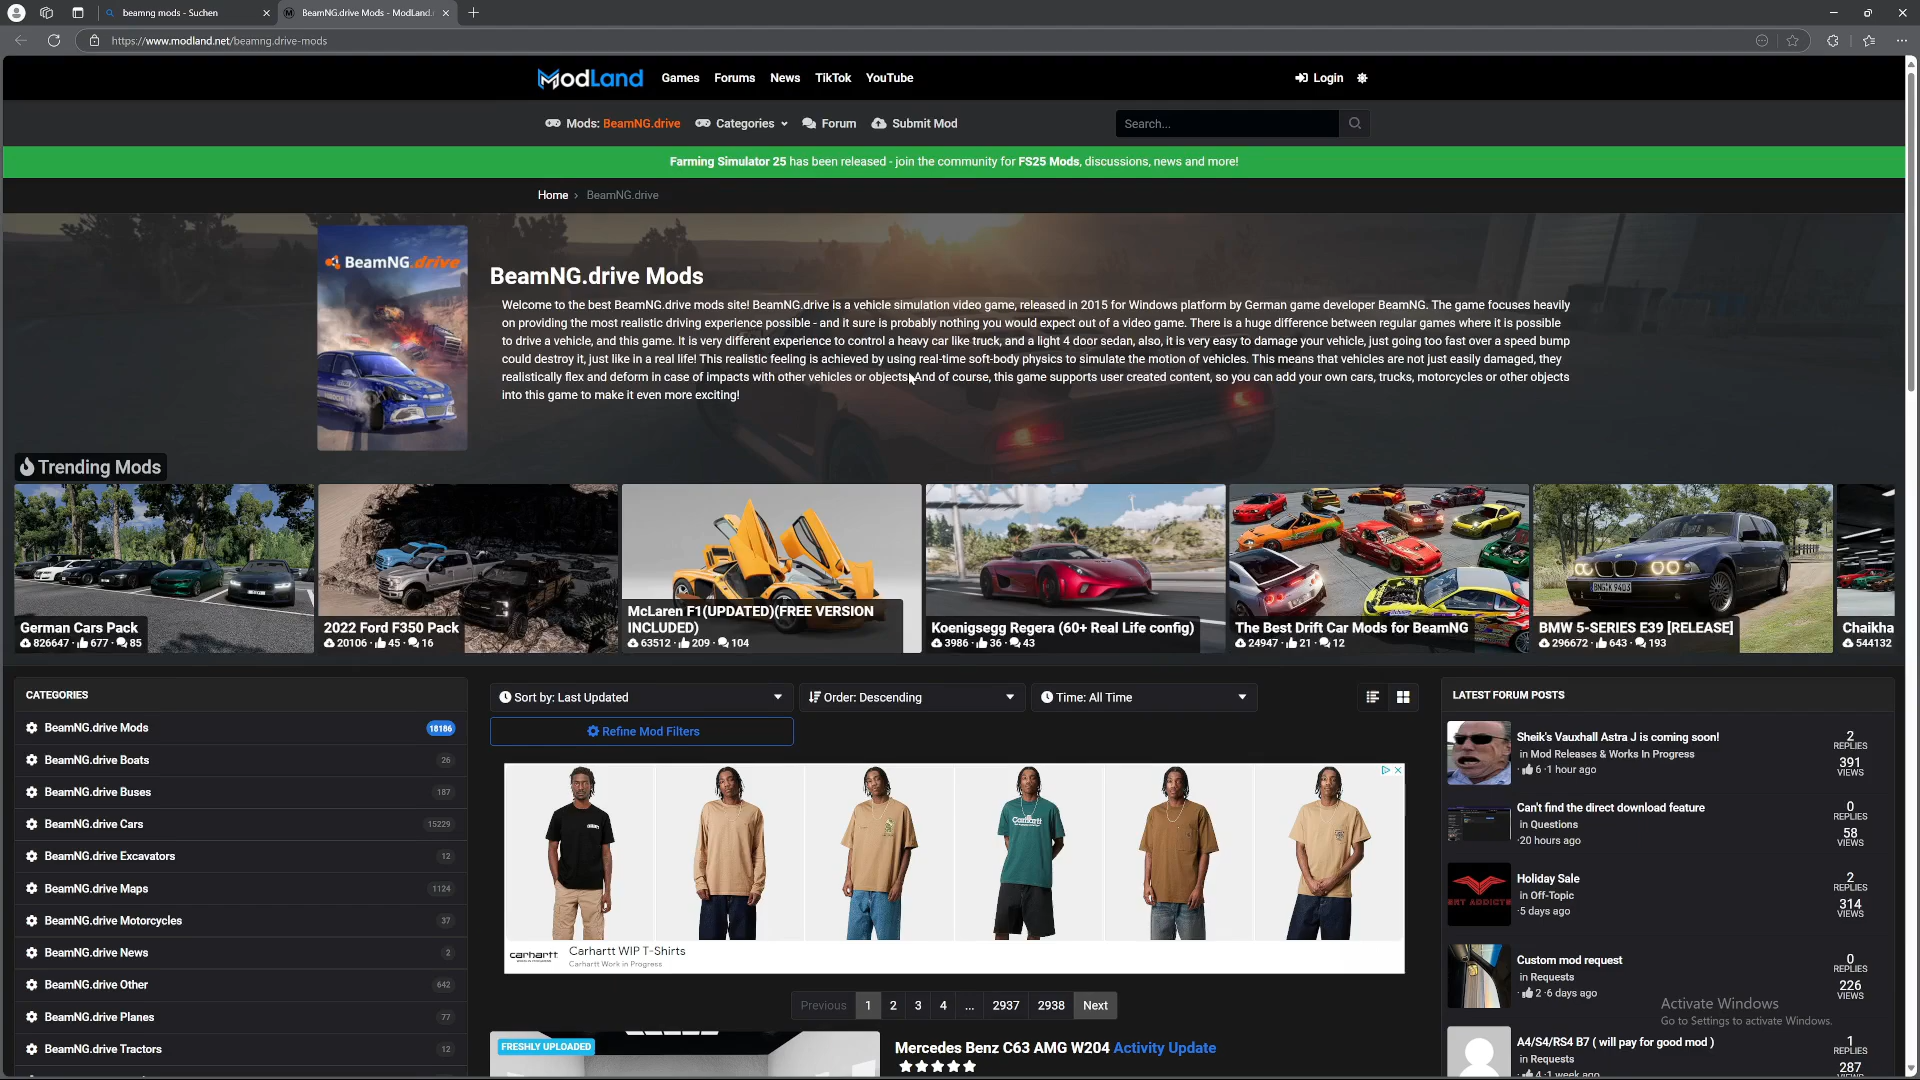 beamng mods - Suchen
BeamNG.drive Mods - ModLand.
https://www.modland.net/beamng.drive-mods
ModLand
Games
Forums
News
TikTok
YouTube
Login
Mods: BeamNG.drive
Categories
Forum
Submit Mod
Search...
Farming Simulator 25 has been released - join the community for FS25 Mods, discussions, news and more!
Home › BeamNG.drive
BeamNG.drive
BeamNG.drive Mods
Welcome to the best BeamNG.drive mods site! BeamNG.drive is a vehicle simulation video game, released in 2015 for Windows platform by German game developer BeamNG. The game focuses heavily
on providing the most realistic driving experience possible - and it sure is probably nothing you would expect out of a video game. There is a huge difference between regular games where it is possible
to drive a vehicle, and this game. It is very different experience to control a heavy car like truck, and a light 4 door sedan, also, it is very easy to damage your vehicle, just going too fast over a speed bump
could destroy it, just like in a real life! This realistic feeling is achieved by using real-time soft-body physics to simulate the motion of vehicles. This means that vehicles are not just easily damaged, they
realistically flex and deform in case of impacts with other vehicles or objects. And of course, this game supports user created content, so you can add your own cars, trucks, motorcycles or other objects
into this game to make it even more exciting!
Trending Mods
German Cars Pack
826647 · 677 · 85
2022 Ford F350 Pack
20106 · 45 · 16
McLaren F1(UPDATED)(FREE VERSION
INCLUDED)
63512 · 209 · 104
Koenigsegg Regera (60+ Real Life config)
3986 · 36 · 43
The Best Drift Car Mods for BeamNG
24947 · 21 · 12
BMW 5-SERIES E39 [RELEASE]
296672 · 643 · 193
Chaikha
544132
CATEGORIES
BeamNG.drive Mods 18186
BeamNG.drive Boats 26
BeamNG.drive Buses 187
BeamNG.drive Cars 15229
BeamNG.drive Excavators 12
BeamNG.drive Maps 1124
BeamNG.drive Motorcycles 37
BeamNG.drive News 2
BeamNG.drive Other 642
BeamNG.drive Planes 77
BeamNG.drive Tractors 12
Sort by: Last Updated
Order: Descending
Time: All Time
Refine Mod Filters
Carhartt
carhartt
WORK IN PROGRESS
Carhartt WIP T-Shirts
Carhartt Work in Progress
Previous 1 2 3 4 ... 2937 2938 Next
FRESHLY UPLOADED
Mercedes Benz C63 AMG W204 Activity Update
LATEST FORUM POSTS
Sheik's Vauxhall Astra J is coming soon!
in Mod Releases & Works In Progress
· 6 ·1 hour ago
2
REPLIES
391
VIEWS
Can't find the direct download feature
in Questions
·20 hours ago
0
REPLIES
58
VIEWS
Holiday Sale
in Off-Topic
·5 days ago
2
REPLIES
314
VIEWS
Custom mod request
in Requests
· 2 ·6 days ago
0
REPLIES
226
VIEWS
A4/S4/RS4 B7 ( will pay for good mod )
in Requests
· 4 ·1 week ago
1
REPLIES
287
VIEWS
Activate Windows
Go to Settings to activate Windows.